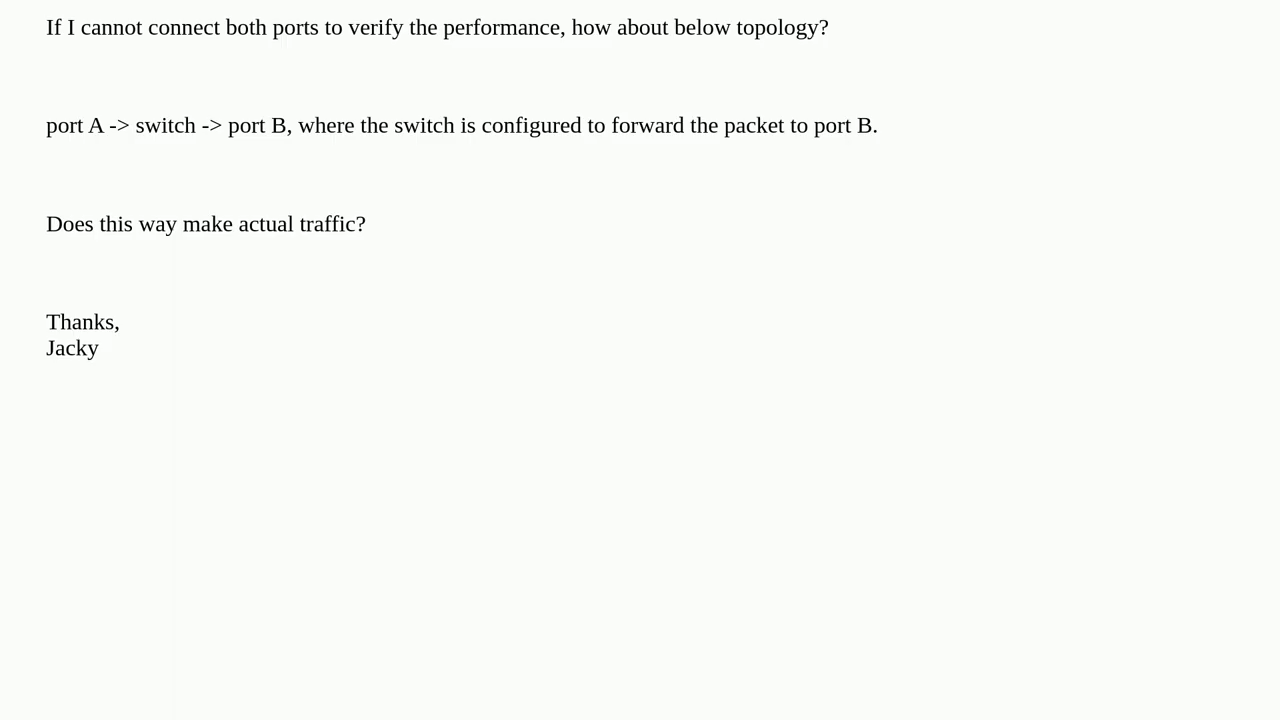 If I cannot connect both ports to verify the performance, how about below topology?
port A -> switch -> port B, where the switch is configured to forward the packet to port B.
Does this way make actual traffic?
Thanks,
Jacky